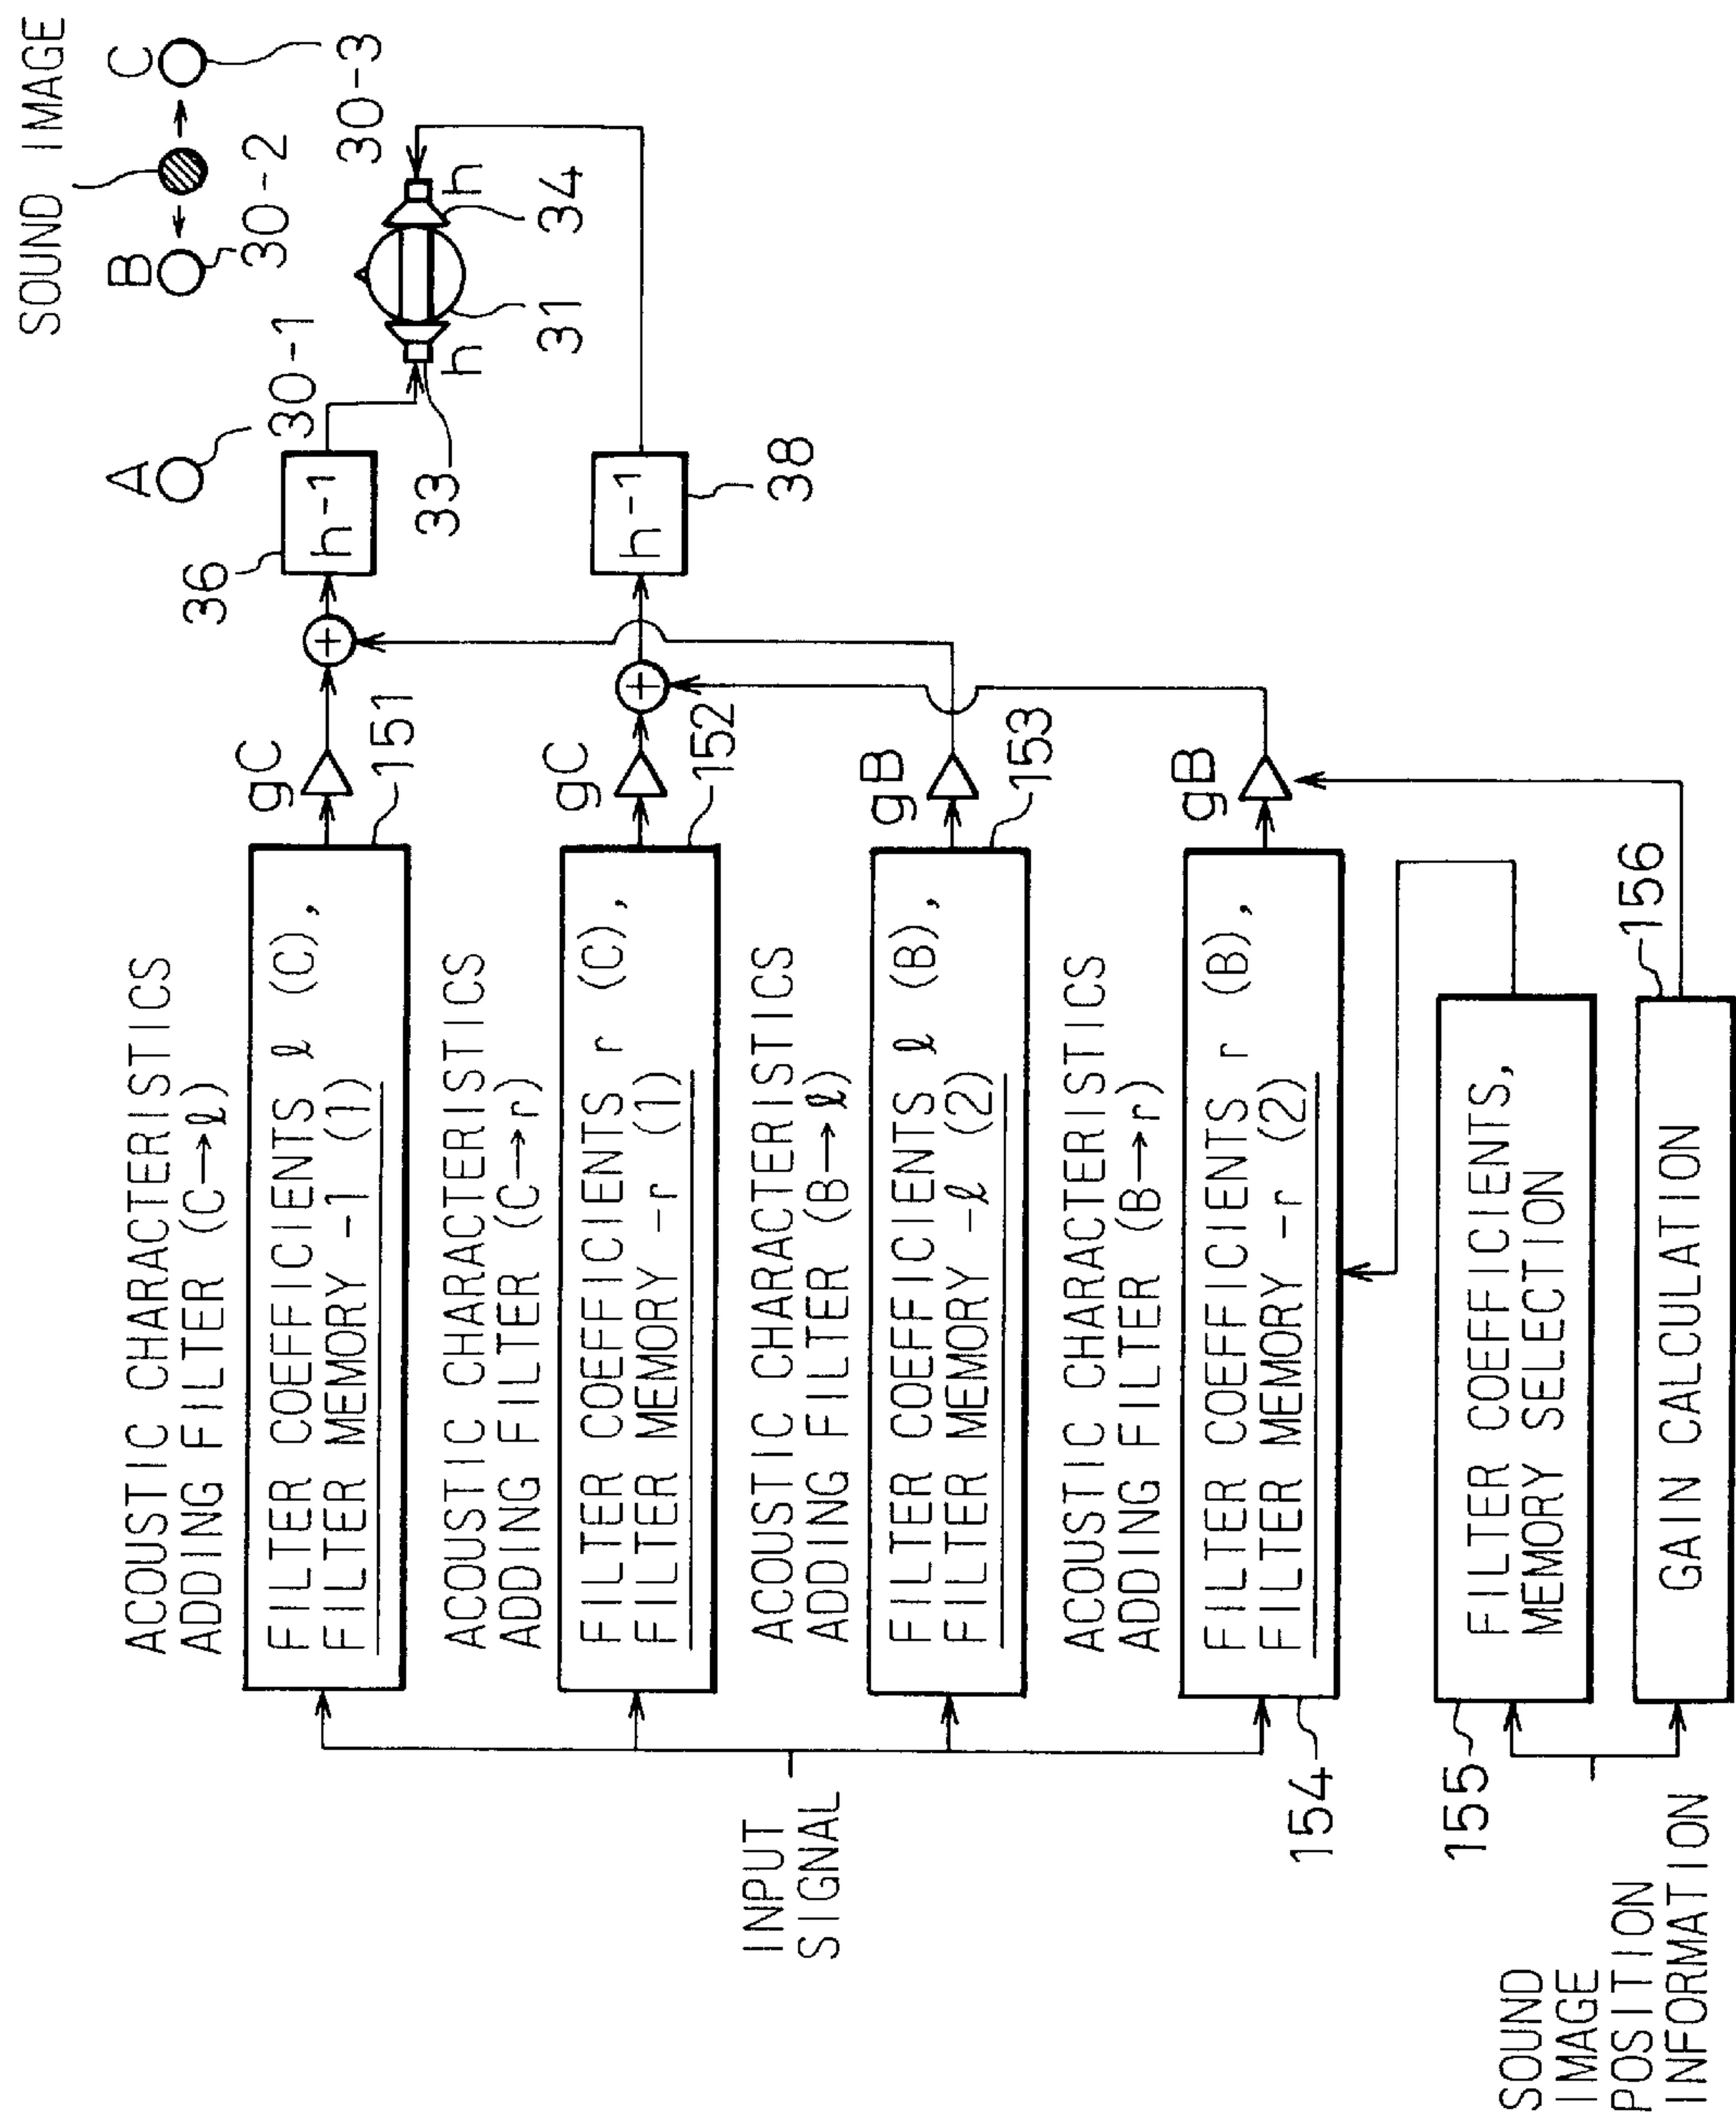 SOUND IMAGE
A
B
C
30-1
30-2
30-3
36
h⁻¹
33
h
h
31
34
h⁻¹
38
ACOUSTIC CHARACTERISTICS
ADDING FILTER (C→ℓ)
FILTER COEFFICIENTS ℓ (C),
FILTER MEMORY -1 (1)
gC
151
ACOUSTIC CHARACTERISTICS
ADDING FILTER (C→r)
FILTER COEFFICIENTS r (C),
FILTER MEMORY -r (1)
gC
152
ACOUSTIC CHARACTERISTICS
ADDING FILTER (B→ℓ)
FILTER COEFFICIENTS ℓ (B),
FILTER MEMORY -ℓ (2)
gB
153
ACOUSTIC CHARACTERISTICS
ADDING FILTER (B→r)
FILTER COEFFICIENTS r (B),
FILTER MEMORY -r (2)
gB
154
INPUT
SIGNAL
155
FILTER COEFFICIENTS,
MEMORY SELECTION
156
GAIN CALCULATION
SOUND
IMAGE
POSITION
INFORMATION